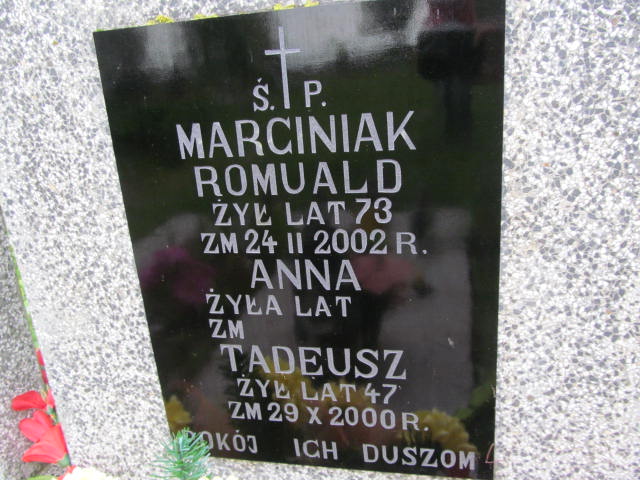 Ś. P.
MARCINIAK
ROMUALD
ŻYŁ LAT 73
ZM 24 II 2002 R.
ANNA
ŻYŁA LAT
ZM
TADEUSZ
ŻYŁ LAT 47
ZM 29 X 2000 R.
POKÓJ ICH DUSZOM